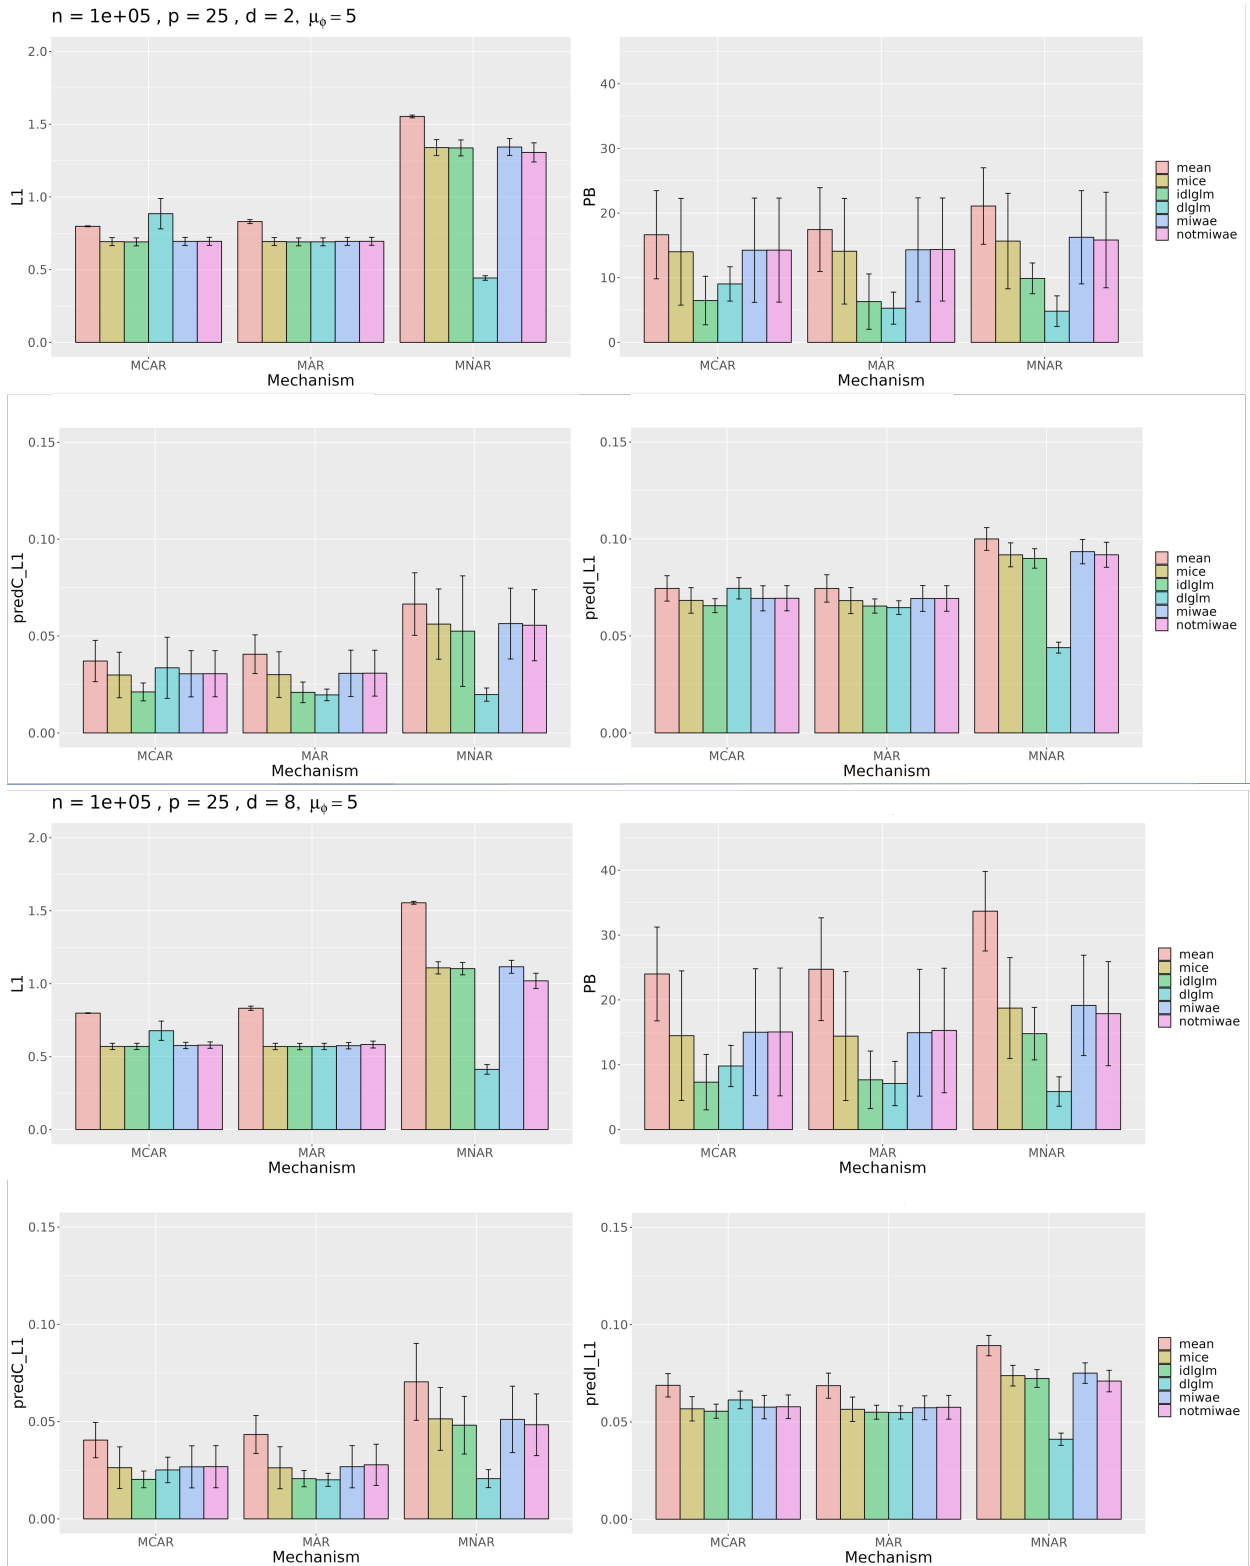 n = 1e+05 , p = 25 , d = 2, μϕ = 5
2.0
1.5
1.0
0.5
0.0
L1
MCAR
MAR
MNAR
Mechanism
40
30
20
10
0
PB
MCAR
MAR
MNAR
Mechanism
mean
mice
idlglm
dlglm
miwae
notmiwae
0.15
0.10
0.05
0.00
predC_L1
MCAR
MAR
MNAR
Mechanism
0.15
0.10
0.05
0.00
predI_L1
MCAR
MAR
MNAR
Mechanism
mean
mice
idlglm
dlglm
miwae
notmiwae
n = 1e+05 , p = 25 , d = 8, μϕ = 5
2.0
1.5
1.0
0.5
0.0
L1
MCAR
MAR
MNAR
Mechanism
40
30
20
10
0
PB
MCAR
MAR
MNAR
Mechanism
mean
mice
idlglm
dlglm
miwae
notmiwae
0.15
0.10
0.05
0.00
predC_L1
MCAR
MAR
MNAR
Mechanism
0.15
0.10
0.05
0.00
predI_L1
MCAR
MAR
MNAR
Mechanism
mean
mice
idlglm
dlglm
miwae
notmiwae